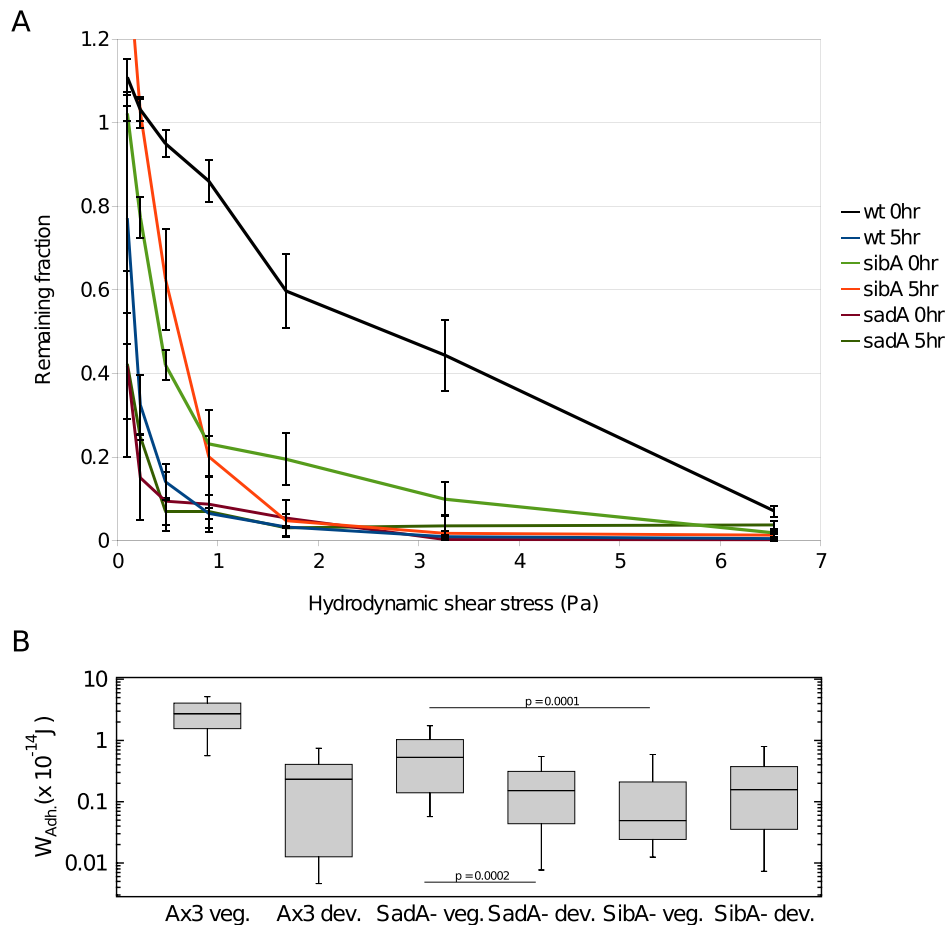 A
1.2
1
0.8
0.6
0.4
0.2
0
Remaining fraction
0 1 2 3 4 5 6 7
Hydrodynamic shear stress (Pa)
wt 0hr
wt 5hr
sibA 0hr
sibA 5hr
sadA 0hr
sadA 5hr
B
10
1
0.1
0.01
W_Adh.(x 10^-14 J)
p = 0.0001
p = 0.0002
Ax3 veg. Ax3 dev. SadA- veg. SadA- dev. SibA- veg. SibA- dev.